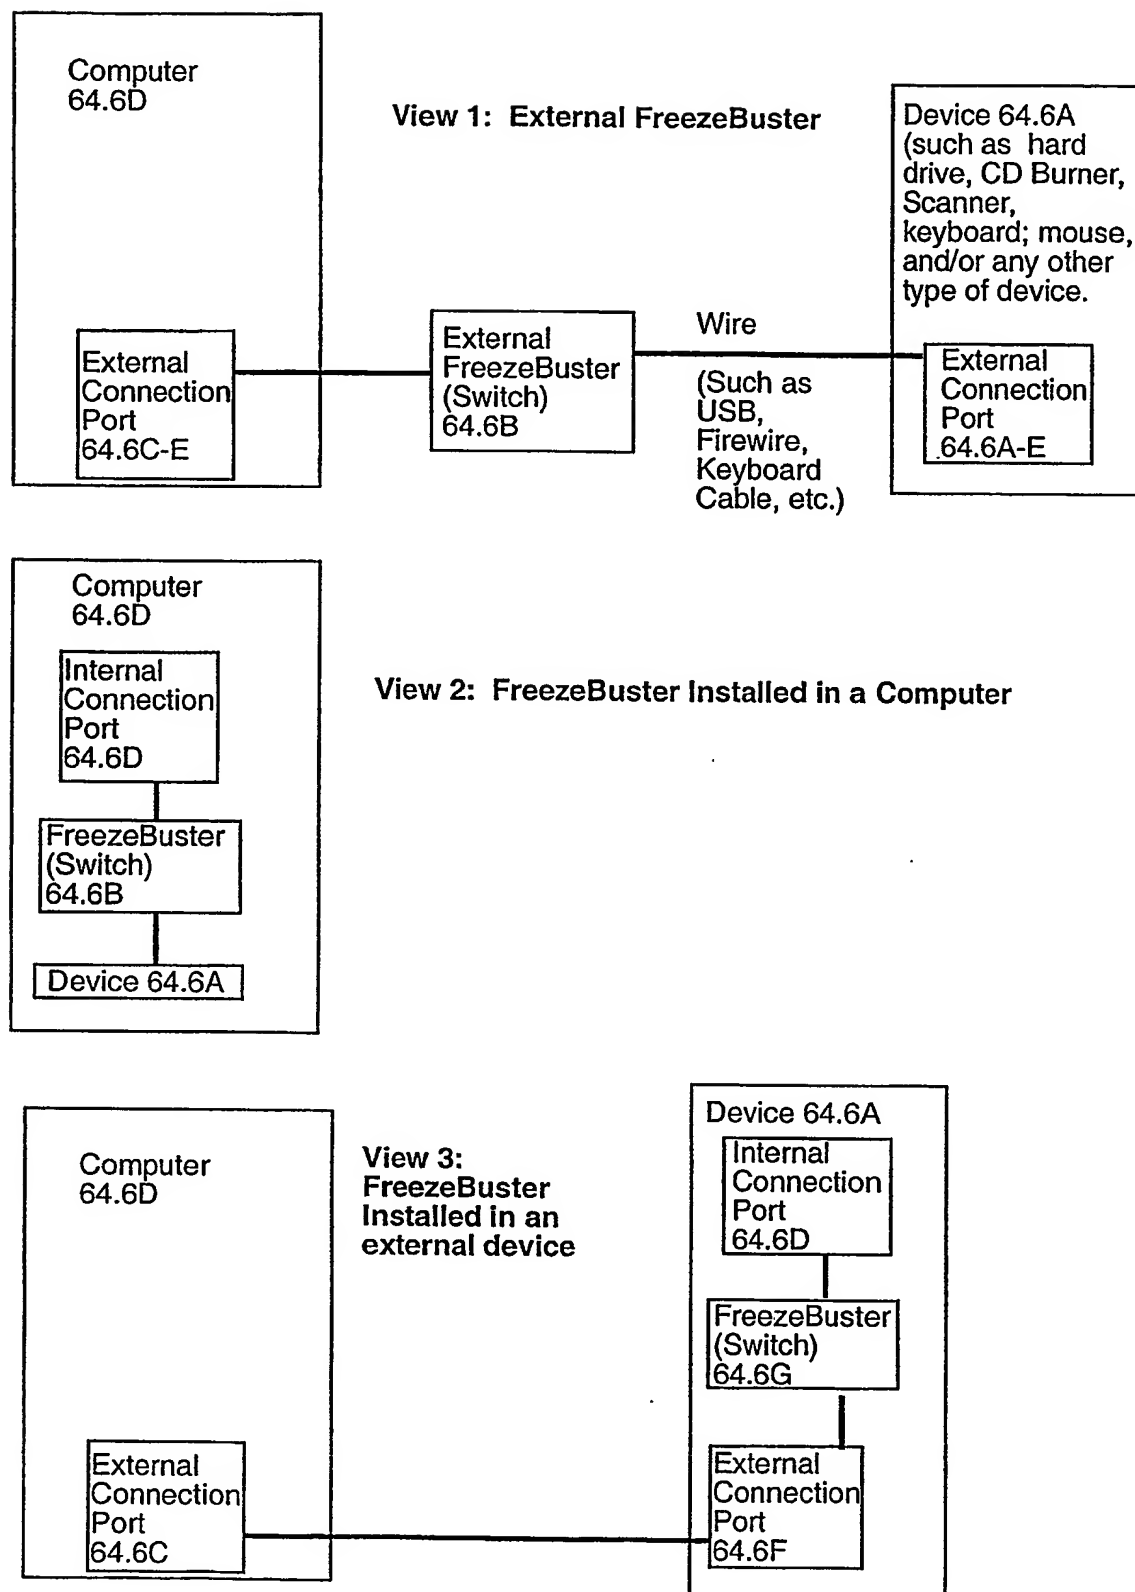 Computer
64.6D
View 1: External FreezeBuster
Device 64.6A
(such as hard
drive, CD Burner,
Scanner,
keyboard; mouse,
and/or any other
type of device.
External
Connection
Port
64.6C-E
External
FreezeBuster
(Switch)
64.6B
Wire
(Such as
USB,
Firewire,
Keyboard
Cable, etc.)
External
Connection
Port
64.6A-E
Computer
64.6D
Internal
Connection
Port
64.6D
View 2: FreezeBuster Installed in a Computer
FreezeBuster
(Switch)
64.6B
Device 64.6A
Computer
64.6D
View 3:
FreezeBuster
Installed in an
external device
Device 64.6A
Internal
Connection
Port
64.6D
FreezeBuster
(Switch)
64.6G
External
Connection
Port
64.6C
External
Connection
Port
64.6F